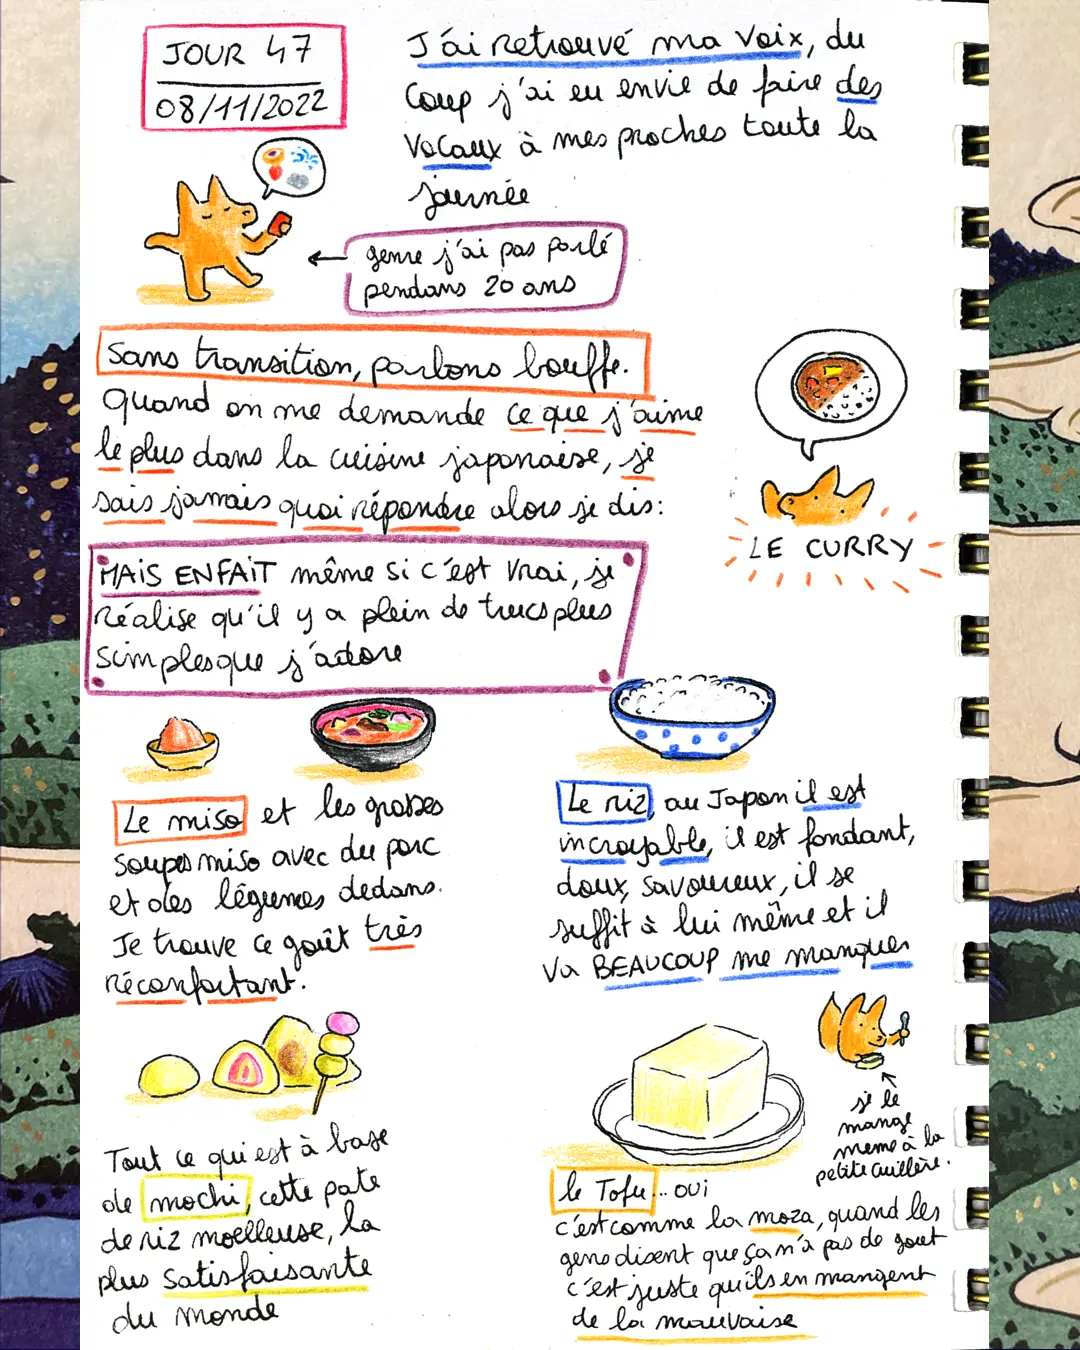 JOUR 47
08/11/2022
J'ai retrouvé ma voix, du
coup j'ai eu envie de faire des
vocaux à mes proches toute la
journée
genre j'ai pas parlé
pendans 20 ans
Sans transition, parlons bouffe.
Quand on me demande ce que j'aime
le plus dans la cuisine japonaise, je
sais jamais quoi répondre alors je dis:
LE CURRY
MAIS ENFAIT même si c'est vrai, je
réalise qu'il y a plein de trucs plus
simples que j'adore
Le miso et les grosses
soupes miso avec du porc
et des légumes dedans.
Je trouve ce goût très
réconfortant.
Le riz, au Japon il est
incroyable, il est fondant,
doux, savoureux, il se
suffit à lui même et il
va BEAUCOUP me manquer
Tout ce qui est à base
de mochi, cette pate
de riz moelleuse, la
plus satisfaisante
du monde
je le
mange
meme à la
petite cuillère.
le Tofu... oui
c'est comme la moza, quand les
gens disent que ça n'a pas de gout
c'est juste qu'ils en mangent
de la mauvaise